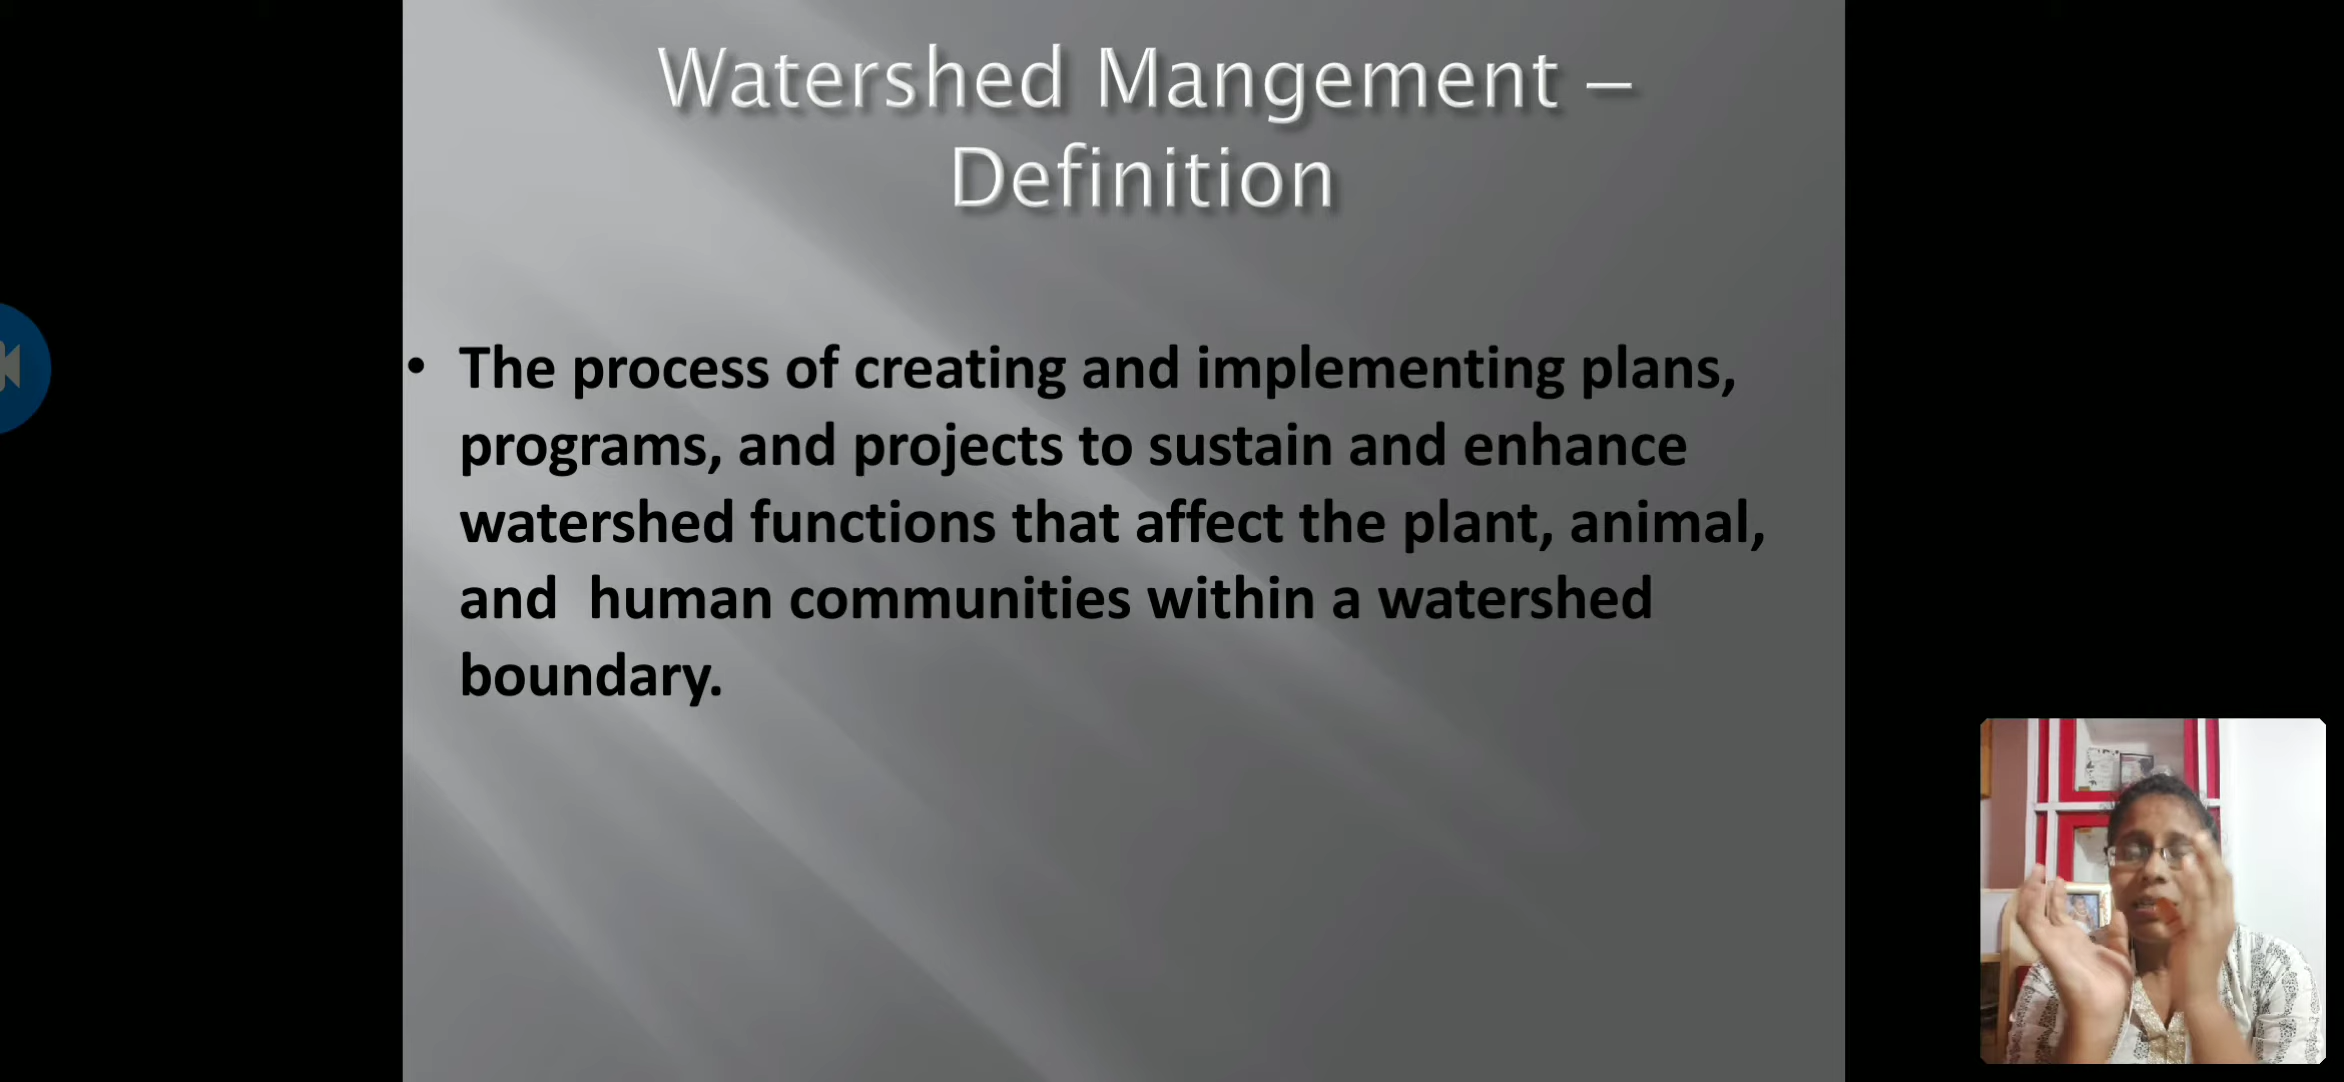 Watershed Mangement –
Definition
• The process of creating and implementing plans,
programs, and projects to sustain and enhance
watershed functions that affect the plant, animal,
and  human communities within a watershed
boundary.